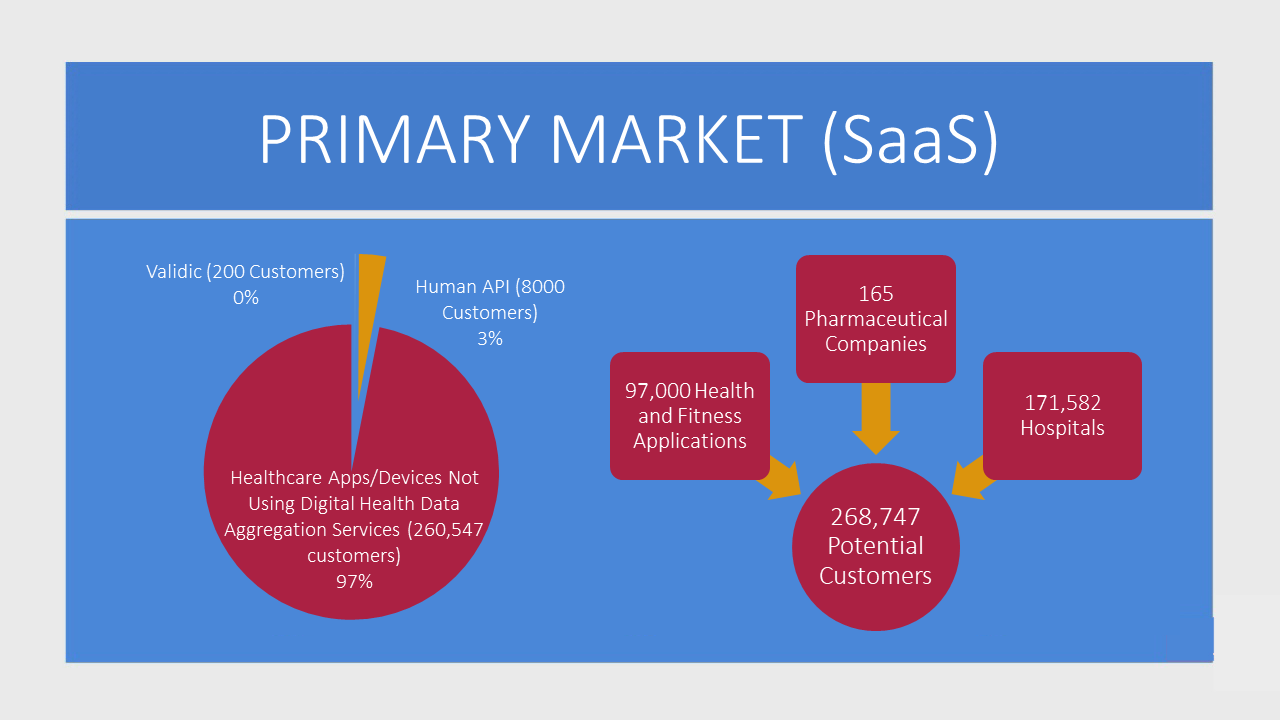 PRIMARY MARKET (SaaS)
Validic (200 Customers)
0%
Human API (8000
Customers)
3%
Healthcare Apps/Devices Not
Using Digital Health Data
Aggregation Services (260,547
customers)
97%
165
Pharmaceutical
Companies
97,000 Health
and Fitness
Applications
171,582
Hospitals
268,747
Potential
Customers